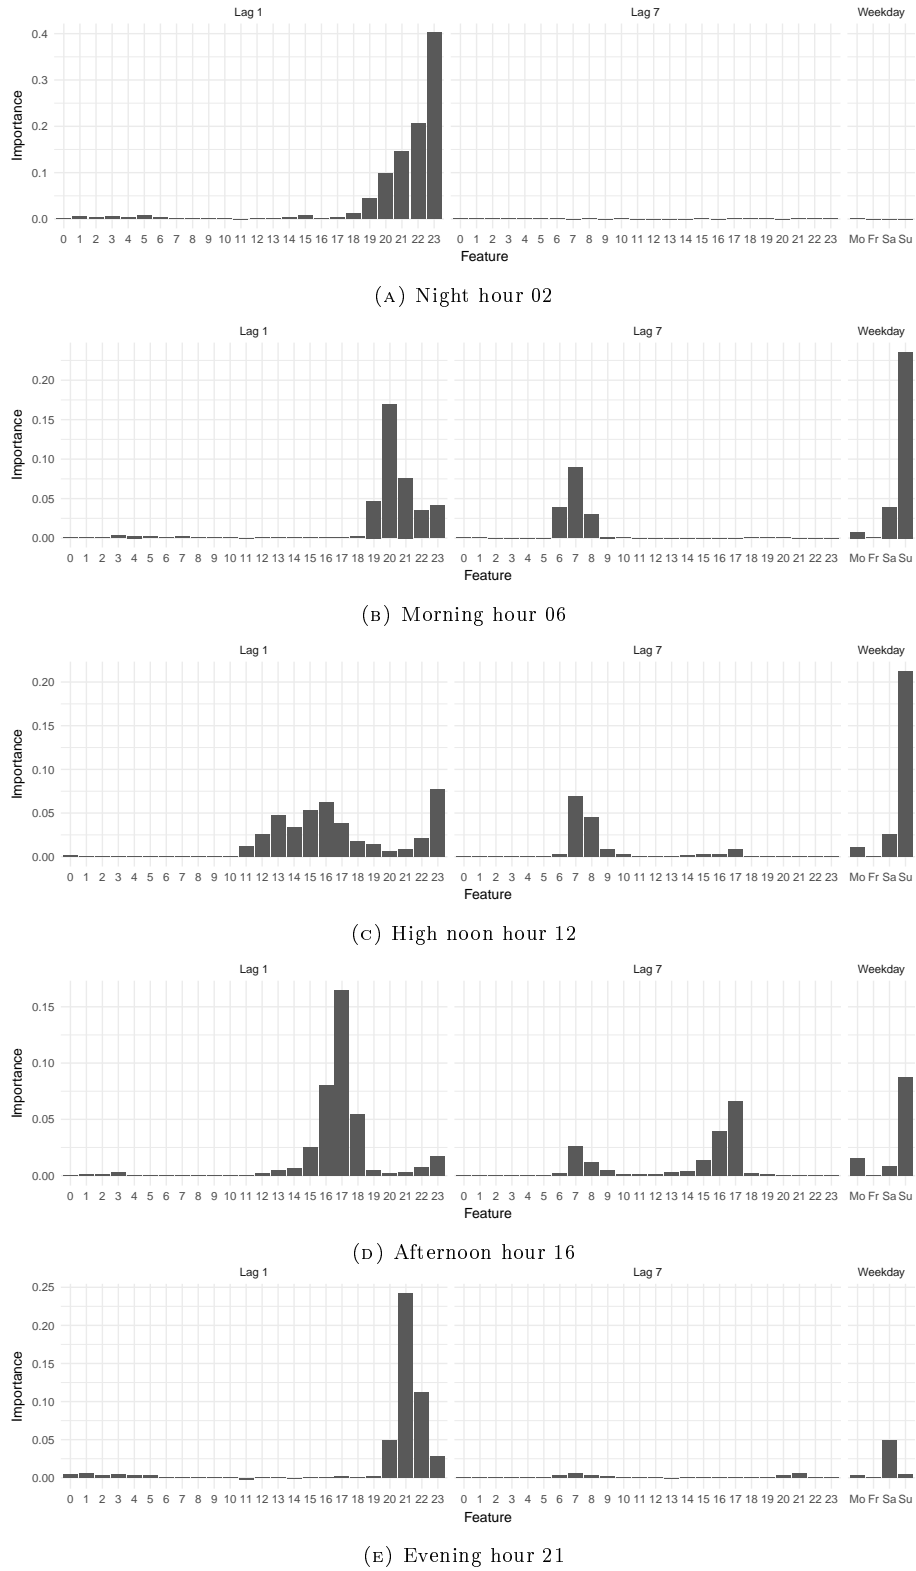 Lag 1 Lag 7 Weekday
0.4
0.3
0.2
0.1
0.0
Importance
0 1 2 3 4 5 6 7 8 9 10 11 12 13 14 15 16 17 18 19 20 21 22 23 0 1 2 3 4 5 6 7 8 9 10 11 12 13 14 15 16 17 18 19 20 21 22 23 Mo Fr Sa Su
Feature
(A) Night hour 02
Lag 1 Lag 7 Weekday
0.20
0.15
0.10
0.05
0.00
Importance
0 1 2 3 4 5 6 7 8 9 10 11 12 13 14 15 16 17 18 19 20 21 22 23 0 1 2 3 4 5 6 7 8 9 10 11 12 13 14 15 16 17 18 19 20 21 22 23 Mo Fr Sa Su
Feature
(B) Morning hour 06
Lag 1 Lag 7 Weekday
0.20
0.15
0.10
0.05
0.00
Importance
0 1 2 3 4 5 6 7 8 9 10 11 12 13 14 15 16 17 18 19 20 21 22 23 0 1 2 3 4 5 6 7 8 9 10 11 12 13 14 15 16 17 18 19 20 21 22 23 Mo Fr Sa Su
Feature
(C) High noon hour 12
Lag 1 Lag 7 Weekday
0.15
0.10
0.05
0.00
Importance
0 1 2 3 4 5 6 7 8 9 10 11 12 13 14 15 16 17 18 19 20 21 22 23 0 1 2 3 4 5 6 7 8 9 10 11 12 13 14 15 16 17 18 19 20 21 22 23 Mo Fr Sa Su
Feature
(D) Afternoon hour 16
Lag 1 Lag 7 Weekday
0.25
0.20
0.15
0.10
0.05
0.00
Importance
0 1 2 3 4 5 6 7 8 9 10 11 12 13 14 15 16 17 18 19 20 21 22 23 0 1 2 3 4 5 6 7 8 9 10 11 12 13 14 15 16 17 18 19 20 21 22 23 Mo Fr Sa Su
Feature
(E) Evening hour 21